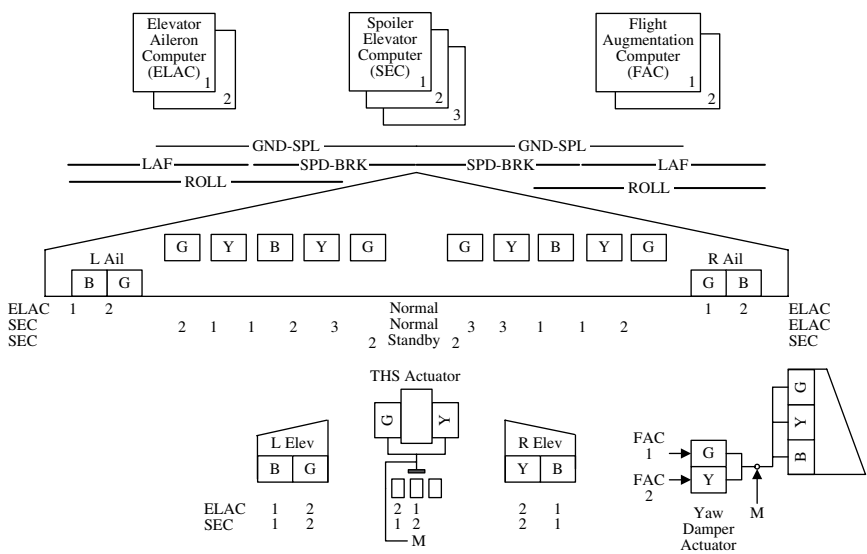 Elevator
Aileron
Computer
(ELAC)
1
2
Spoiler
Elevator
Computer
(SEC)
1
2
3
Flight
Augmentation
Computer
(FAC)
1
2
GND-SPL GND-SPL
LAF SPD-BRK SPD-BRK LAF
ROLL ROLL
G Y B Y G G Y B Y G
L Ail R Ail
B G G B
ELAC 1 2 Normal 1 2 ELAC
SEC 2 1 1 2 3 Normal 3 3 1 1 2 ELAC
SEC 2 Standby 2 SEC
THS Actuator
G Y
L Elev R Elev
B G Y B
ELAC 1 2 2 1 2 1
SEC 1 2 1 2 2 1
M
G
Y
B
FAC
1
G
FAC
2
Y
M
Yaw
Damper
Actuator